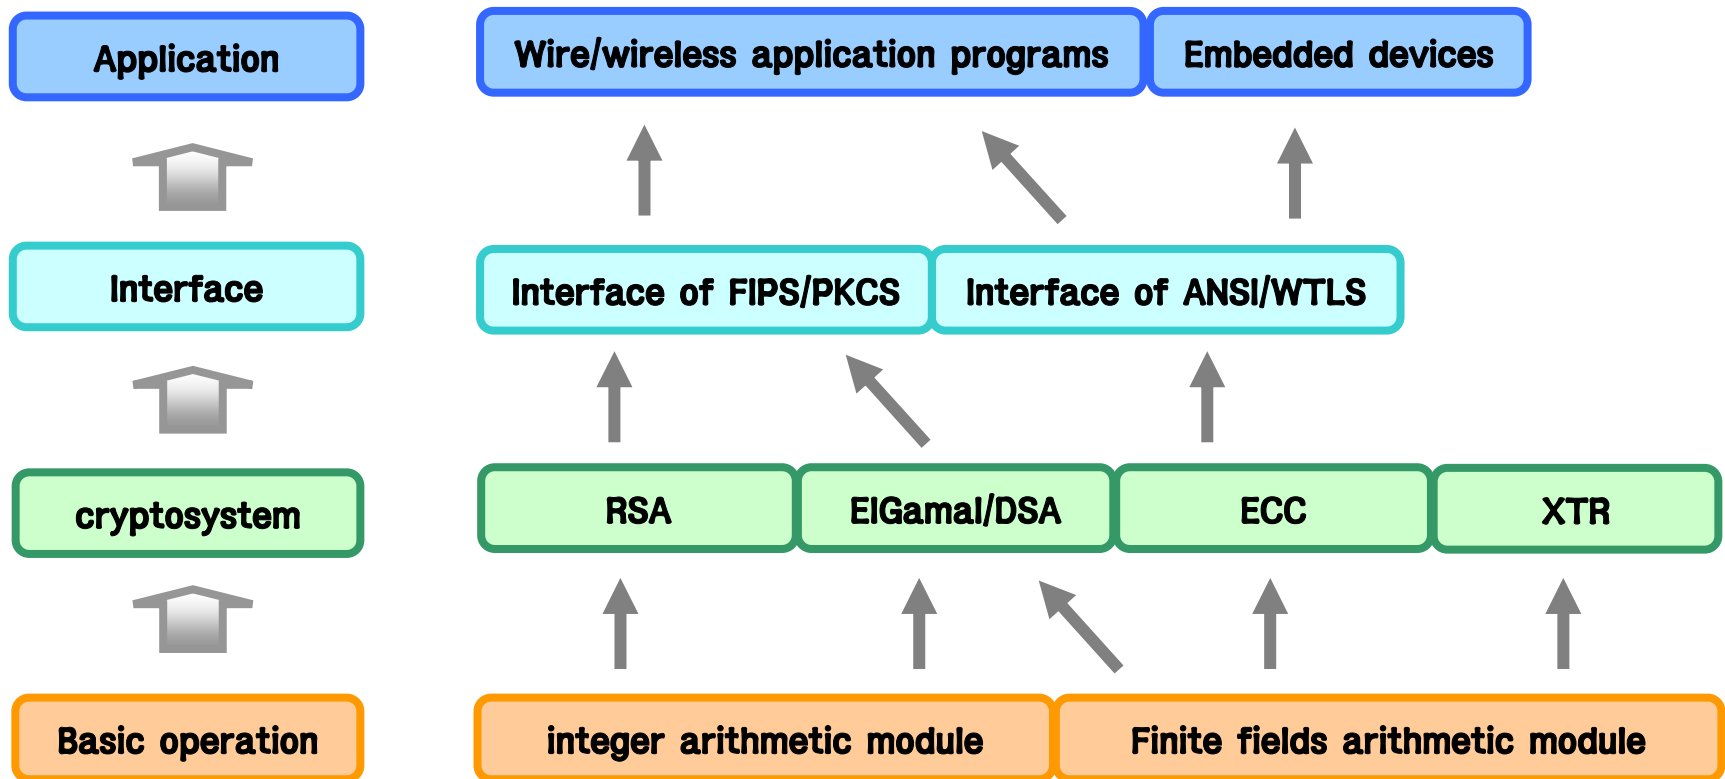 Application
Wire/wireless application programs
Embedded devices
Interface
Interface of FIPS/PKCS
Interface of ANSI/WTLS
cryptosystem
RSA
ElGamal/DSA
ECC
XTR
Basic operation
integer arithmetic module
Finite fields arithmetic module